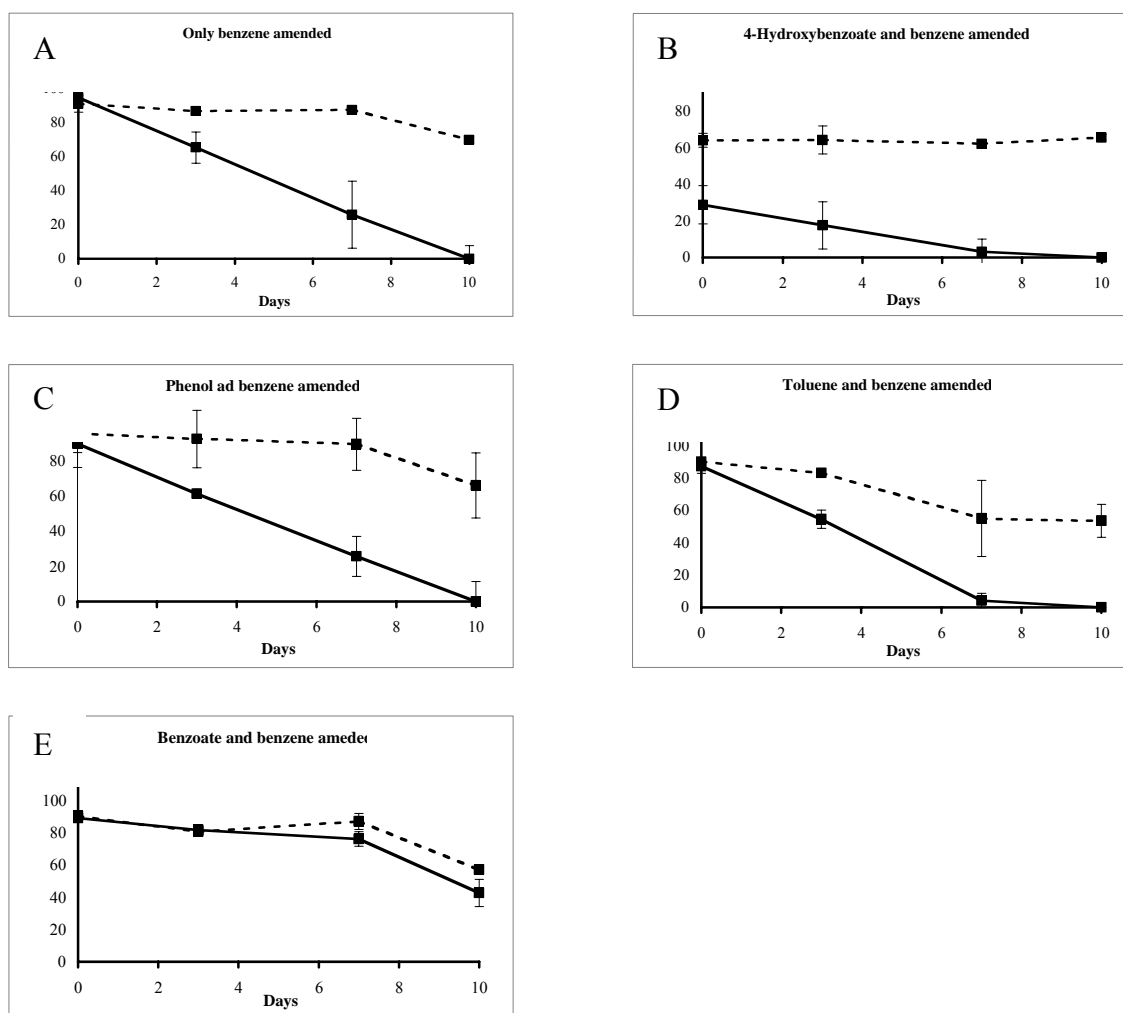 A
Only benzene amended
80
60
40
20
0
0 2 4 6 8 10
Days
B
4-Hydroxybenzoate and benzene amended
80
60
40
20
0
0 2 4 6 8 10
Days
C
Phenol ad benzene amended
80
60
40
20
0
0 2 4 6 8 10
Days
D
Toluene and benzene amended
100
80
60
40
20
0
0 2 4 6 8 10
Days
E
Benzoate and benzene amedec
100
80
60
40
20
0
0 2 4 6 8 10
Days